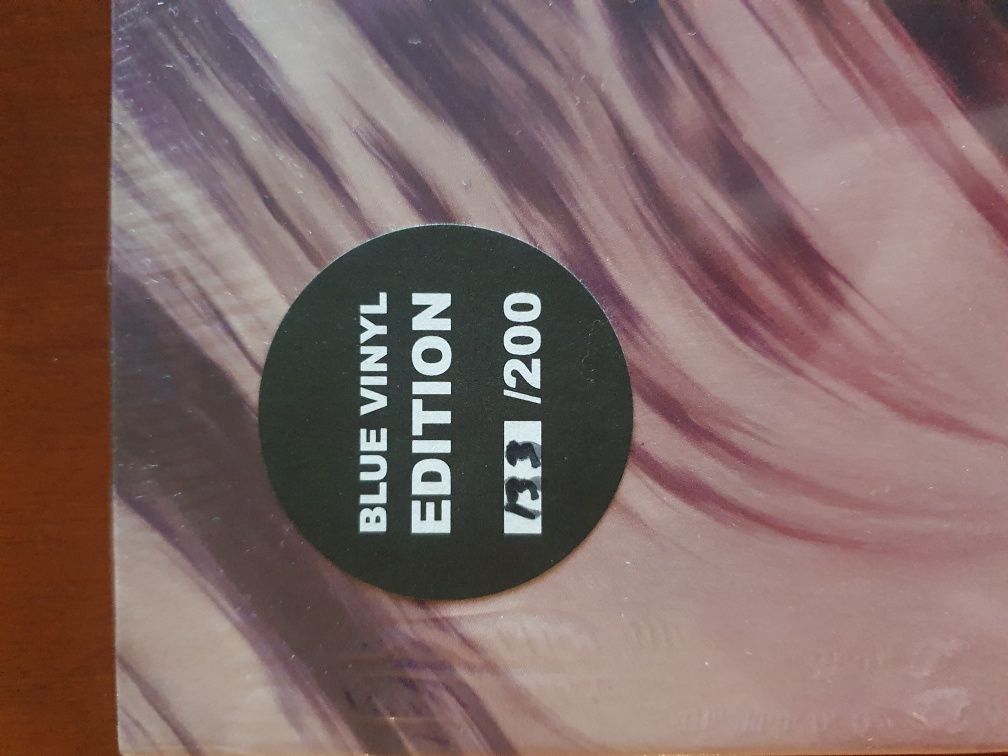 BLUE VINYL
EDITION
133 /200